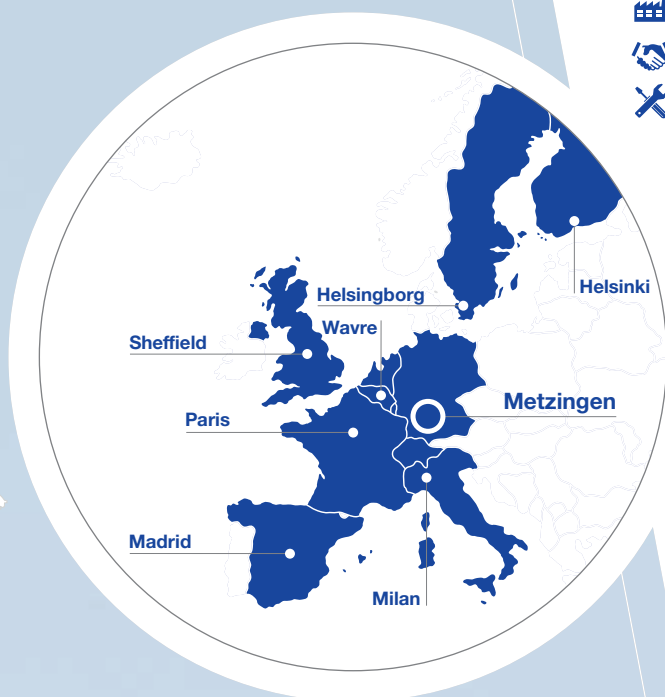 Helsinki
Helsingborg
Wavre
Sheffield
Metzingen
Paris
Madrid
Milan